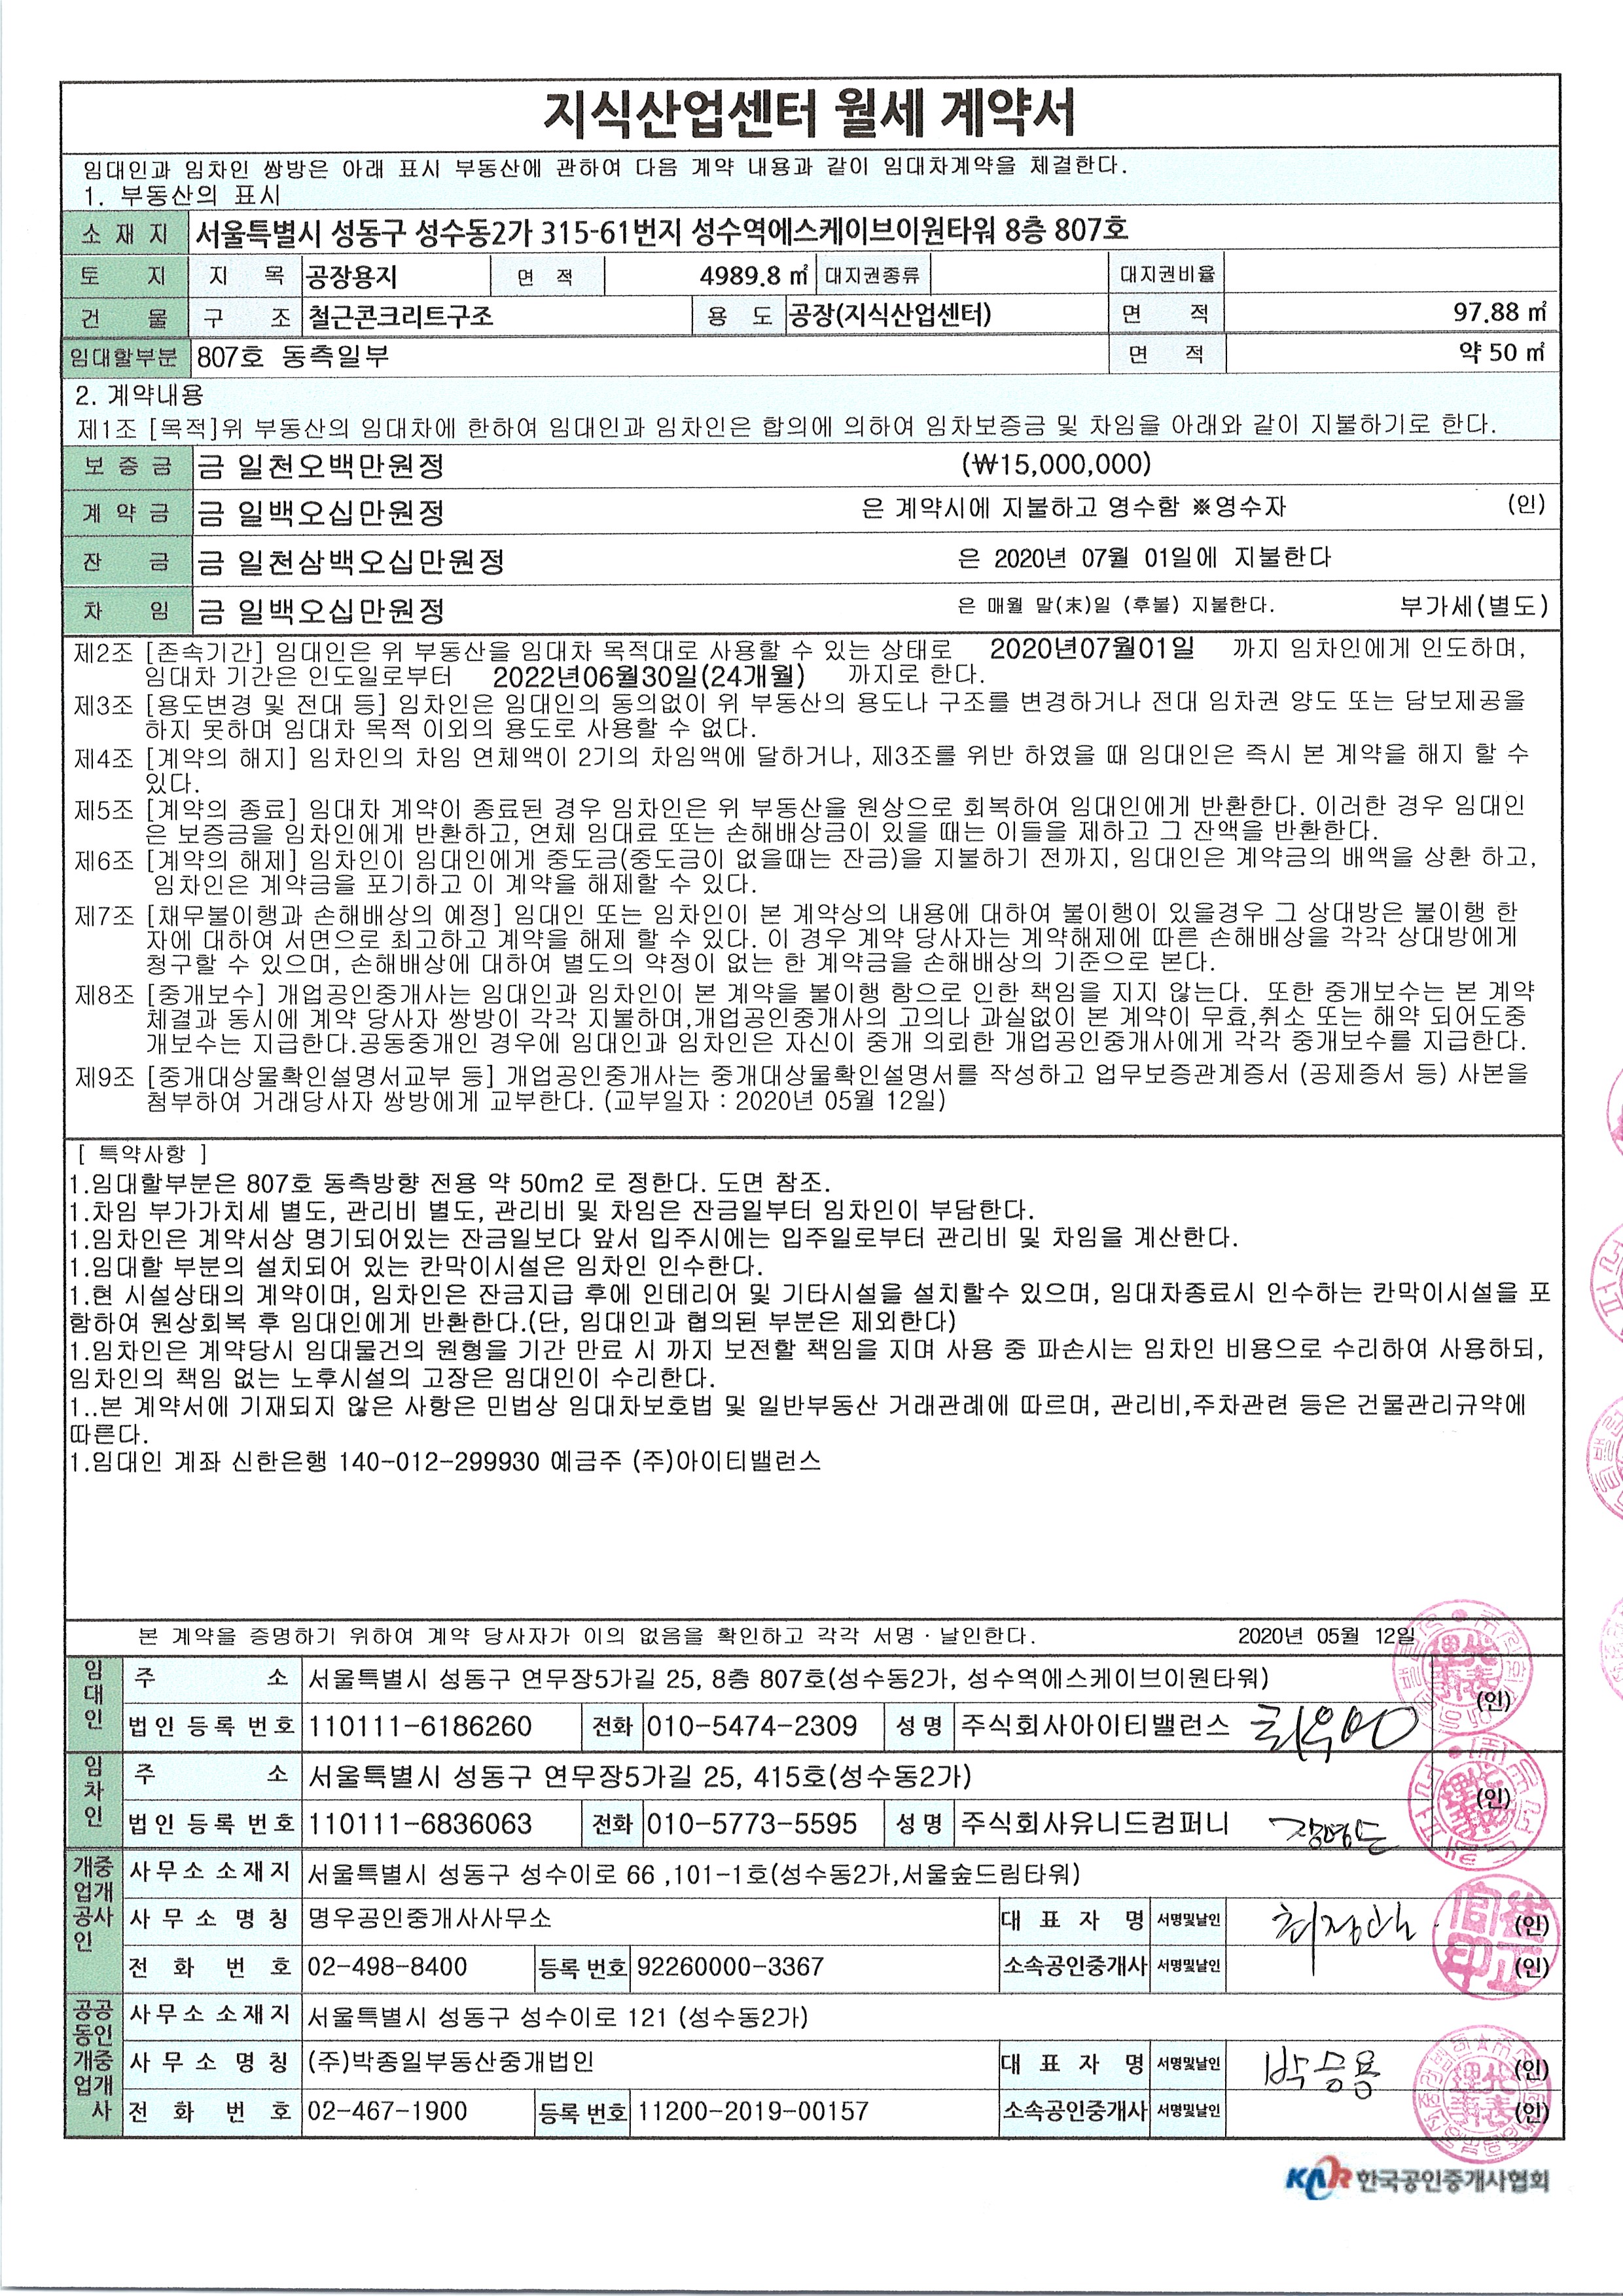 지식산업센터 월세 계약서
임대인과 임차인 쌍방은 아래 표시 부동산에 관하여 다음 계약 내용과 같이 임대차계약을 체결한다.
1. 부동산의 표시
소 재 지 서울특별시 성동구 성수동2가 315-61번지 성수역에스케이브이원타워 8층 807호
토 지 지 목 공장용지 면 적 4989.8 ㎡ 대지권종류 대지권비율
건 물 구 조 철근콘크리트구조 용 도 공장(지식산업센터) 면 적 97.88 ㎡
임대할부분 807호 동측일부 면 적 약 50 ㎡
2. 계약내용
제1조 [목적]위 부동산의 임대차에 한하여 임대인과 임차인은 합의에 의하여 임차보증금 및 차임을 아래와 같이 지불하기로 한다.
보 증 금 금 일천오백만원정 (₩15,000,000)
계 약 금 금 일백오십만원정 은 계약시에 지불하고 영수함 ※영수자 (인)
잔 금 금 일천삼백오십만원정 은 2020년 07월 01일에 지불한다
차 임 금 일백오십만원정 은 매월 말(末)일 (후불) 지불한다. 부가세(별도)
제2조 [존속기간] 임대인은 위 부동산을 임대차 목적대로 사용할 수 있는 상태로 2020년07월01일 까지 임차인에게 인도하며,
임대차 기간은 인도일로부터 2022년06월30일(24개월) 까지로 한다.
제3조 [용도변경 및 전대 등] 임차인은 임대인의 동의없이 위 부동산의 용도나 구조를 변경하거나 전대 임차권 양도 또는 담보제공을
하지 못하며 임대차 목적 이외의 용도로 사용할 수 없다.
제4조 [계약의 해지] 임차인의 차임 연체액이 2기의 차임액에 달하거나, 제3조를 위반 하였을 때 임대인은 즉시 본 계약을 해지 할 수
있다.
제5조 [계약의 종료] 임대차 계약이 종료된 경우 임차인은 위 부동산을 원상으로 회복하여 임대인에게 반환한다. 이러한 경우 임대인
은 보증금을 임차인에게 반환하고, 연체 임대료 또는 손해배상금이 있을 때는 이들을 제하고 그 잔액을 반환한다.
제6조 [계약의 해제] 임차인이 임대인에게 중도금(중도금이 없을때는 잔금)을 지불하기 전까지, 임대인은 계약금의 배액을 상환 하고,
임차인은 계약금을 포기하고 이 계약을 해제할 수 있다.
제7조 [채무불이행과 손해배상의 예정] 임대인 또는 임차인이 본 계약상의 내용에 대하여 불이행이 있을경우 그 상대방은 불이행 한
자에 대하여 서면으로 최고하고 계약을 해제 할 수 있다. 이 경우 계약 당사자는 계약해제에 따른 손해배상을 각각 상대방에게
청구할 수 있으며, 손해배상에 대하여 별도의 약정이 없는 한 계약금을 손해배상의 기준으로 본다.
제8조 [중개보수] 개업공인중개사는 임대인과 임차인이 본 계약을 불이행 함으로 인한 책임을 지지 않는다. 또한 중개보수는 본 계약
체결과 동시에 계약 당사자 쌍방이 각각 지불하며,개업공인중개사의 고의나 과실없이 본 계약이 무효,취소 또는 해약 되어도중
개보수는 지급한다.공동중개인 경우에 임대인과 임차인은 자신이 중개 의뢰한 개업공인중개사에게 각각 중개보수를 지급한다.
제9조 [중개대상물확인설명서교부 등] 개업공인중개사는 중개대상물확인설명서를 작성하고 업무보증관계증서 (공제증서 등) 사본을
첨부하여 거래당사자 쌍방에게 교부한다. (교부일자 : 2020년 05월 12일)
[ 특약사항 ]
1.임대할부분은 807호 동측방향 전용 약 50m2 로 정한다. 도면 참조.
1.차임 부가가치세 별도, 관리비 별도, 관리비 및 차임은 잔금일부터 임차인이 부담한다.
1.임차인은 계약서상 명기되어있는 잔금일보다 앞서 입주시에는 입주일로부터 관리비 및 차임을 계산한다.
1.임대할 부분의 설치되어 있는 칸막이시설은 임차인 인수한다.
1.현 시설상태의 계약이며, 임차인은 잔금지급 후에 인테리어 및 기타시설을 설치할수 있으며, 임대차종료시 인수하는 칸막이시설을 포
함하여 원상회복 후 임대인에게 반환한다.(단, 임대인과 협의된 부분은 제외한다)
1.임차인은 계약당시 임대물건의 원형을 기간 만료 시 까지 보전할 책임을 지며 사용 중 파손시는 임차인 비용으로 수리하여 사용하되,
임차인의 책임 없는 노후시설의 고장은 임대인이 수리한다.
1..본 계약서에 기재되지 않은 사항은 민법상 임대차보호법 및 일반부동산 거래관례에 따르며, 관리비,주차관련 등은 건물관리규약에
따른다.
1.임대인 계좌 신한은행 140-012-299930 예금주 (주)아이티밸런스
본 계약을 증명하기 위하여 계약 당사자가 이의 없음을 확인하고 각각 서명·날인한다. 2020년 05월 12일
임대인 주 소 서울특별시 성동구 연무장5가길 25, 8층 807호(성수동2가, 성수역에스케이브이원타워)
법인 등록 번호 110111-6186260 전화 010-5474-2309 성 명 주식회사아이티밸런스 (인)
임차인 주 소 서울특별시 성동구 연무장5가길 25, 415호(성수동2가)
법인 등록 번호 110111-6836063 전화 010-5773-5595 성 명 주식회사유니드컴퍼니 (인)
개업공인중개사 사무소 소재지 서울특별시 성동구 성수이로 66 ,101-1호(성수동2가,서울숲드림타워)
사 무 소 명 칭 명우공인중개사사무소 대 표 자 명 서명및날인 (인)
전 화 번 호 02-498-8400 등록 번호 92260000-3367 소속공인중개사 서명및날인 (인)
공동개업공인중개사 사무소 소재지 서울특별시 성동구 성수이로 121 (성수동2가)
사 무 소 명 칭 (주)박종일부동산중개법인 대 표 자 명 서명및날인 박승용 (인)
전 화 번 호 02-467-1900 등록 번호 11200-2019-00157 소속공인중개사 서명및날인 (인)
KAR 한국공인중개사협회